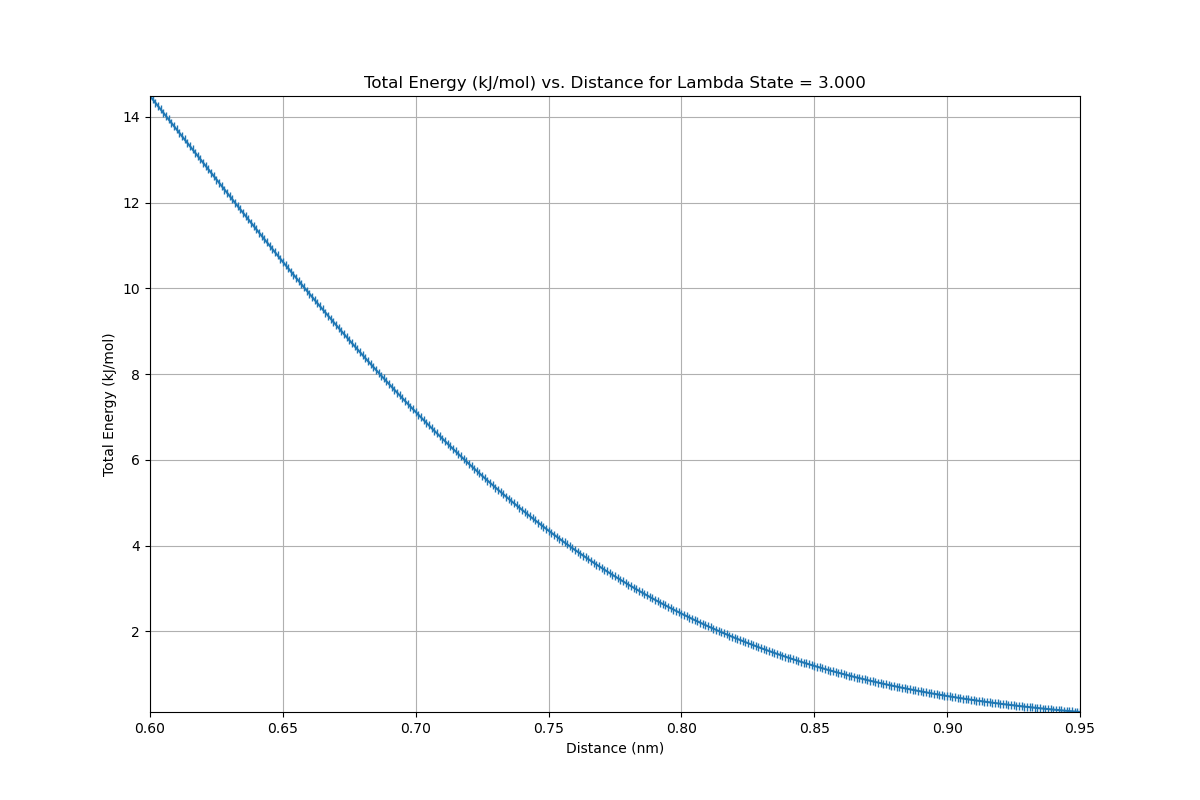 Total Energy (kJ/mol) vs. Distance for Lambda State = 3.000
14
12
10
8
6
4
2
Total Energy (kJ/mol)
0.60 0.65 0.70 0.75 0.80 0.85 0.90 0.95
Distance (nm)